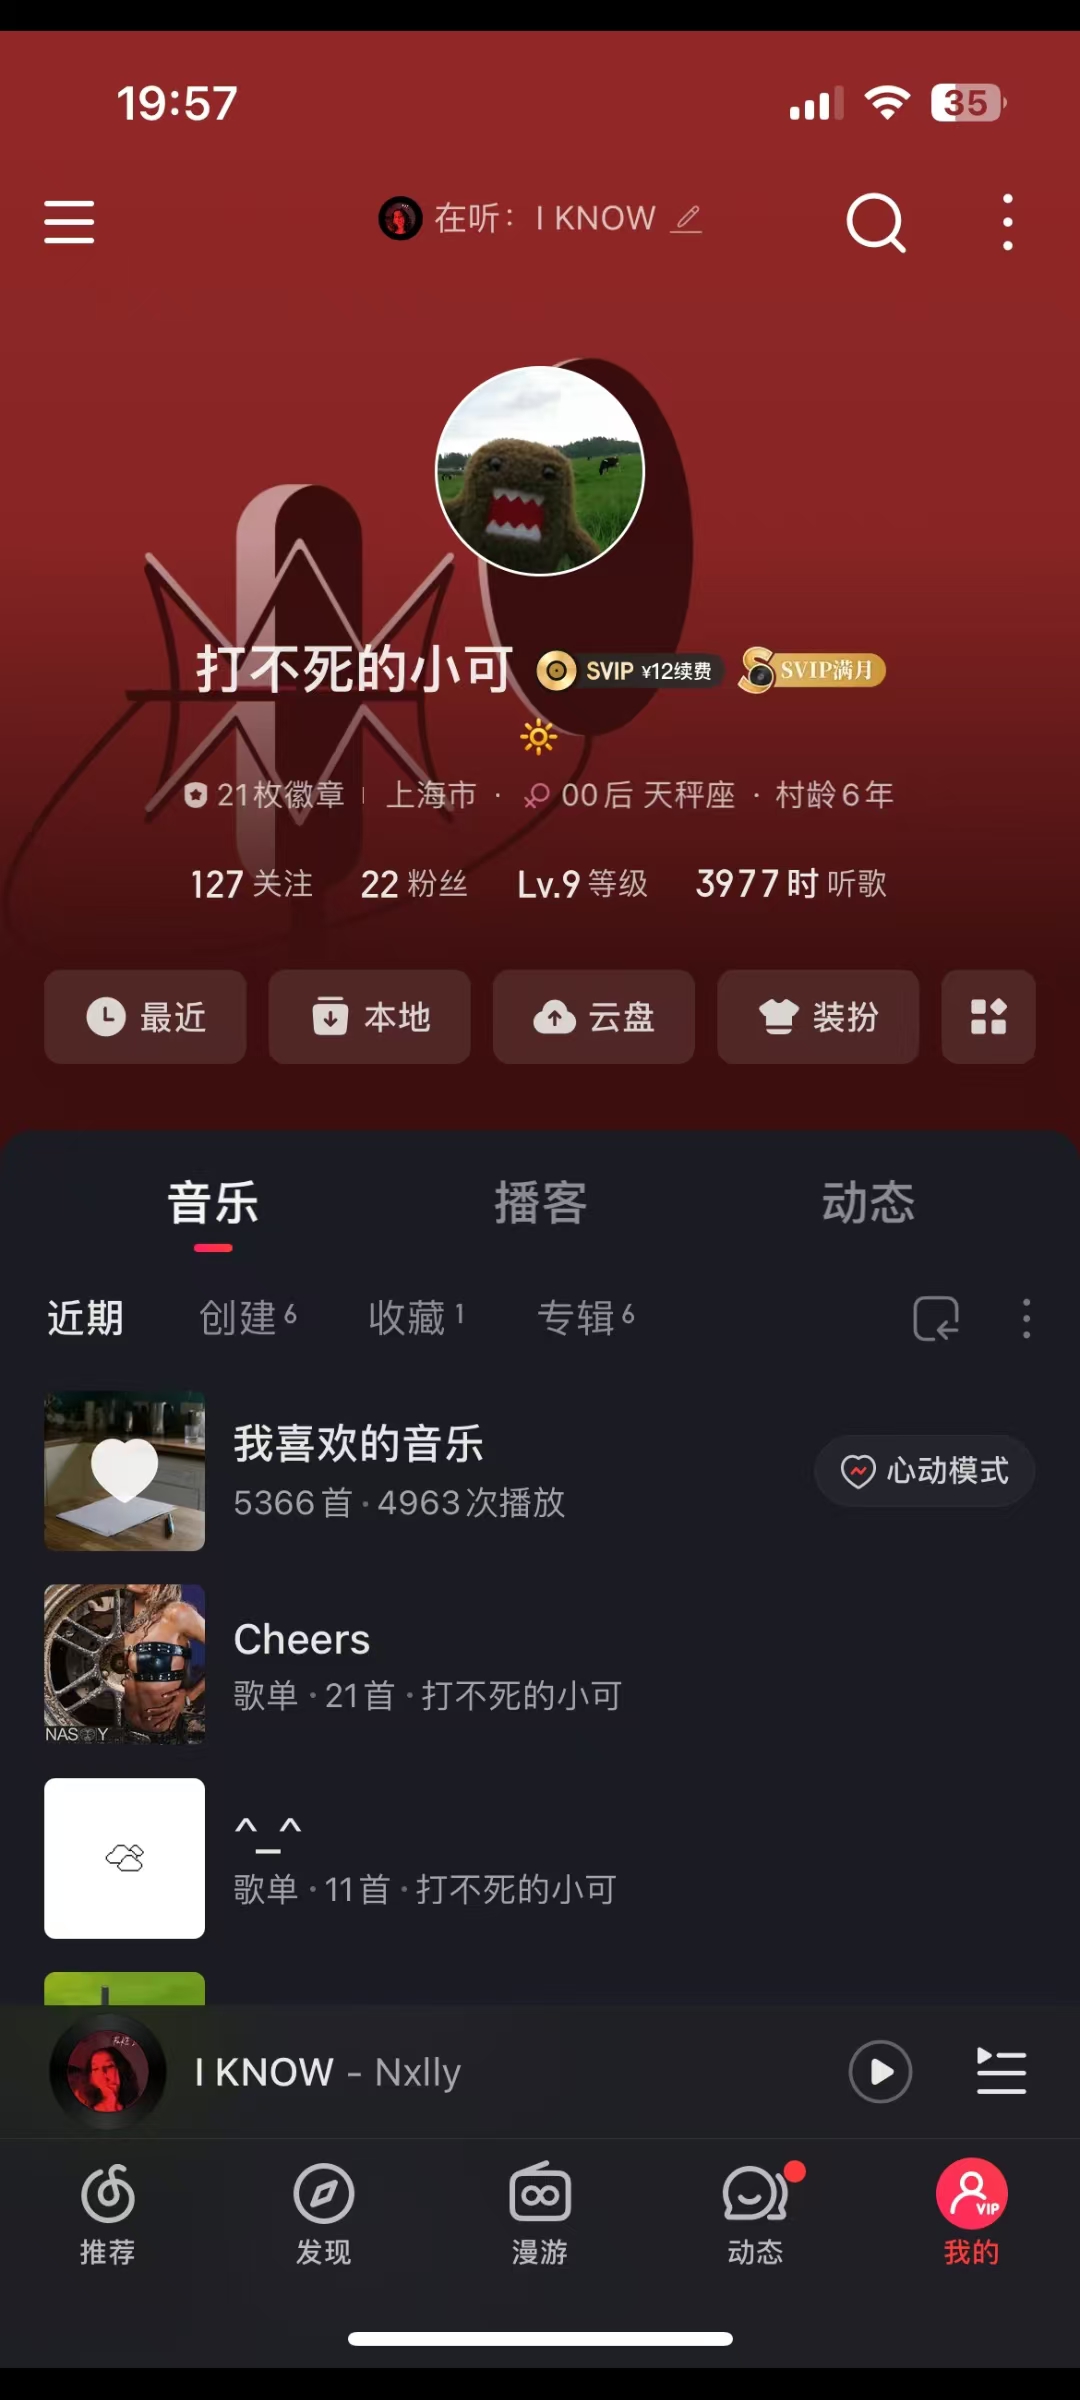 19:57
35
在听：I KNOW
打不死的小可 SVIP ¥12续费 SVIP满月
21枚徽章 上海市 · 00后 天秤座 · 村龄6年
127 关注 22 粉丝 Lv.9 等级 3977时 听歌
最近 本地 云盘 装扮
音乐 播客 动态
近期 创建 6 收藏 1 专辑 6
我喜欢的音乐
5366首·4963次播放
心动模式
Cheers
歌单·21首·打不死的小可
^_^
歌单·11首·打不死的小可
I KNOW - Nxlly
推荐 发现 漫游 动态 VIP 我的